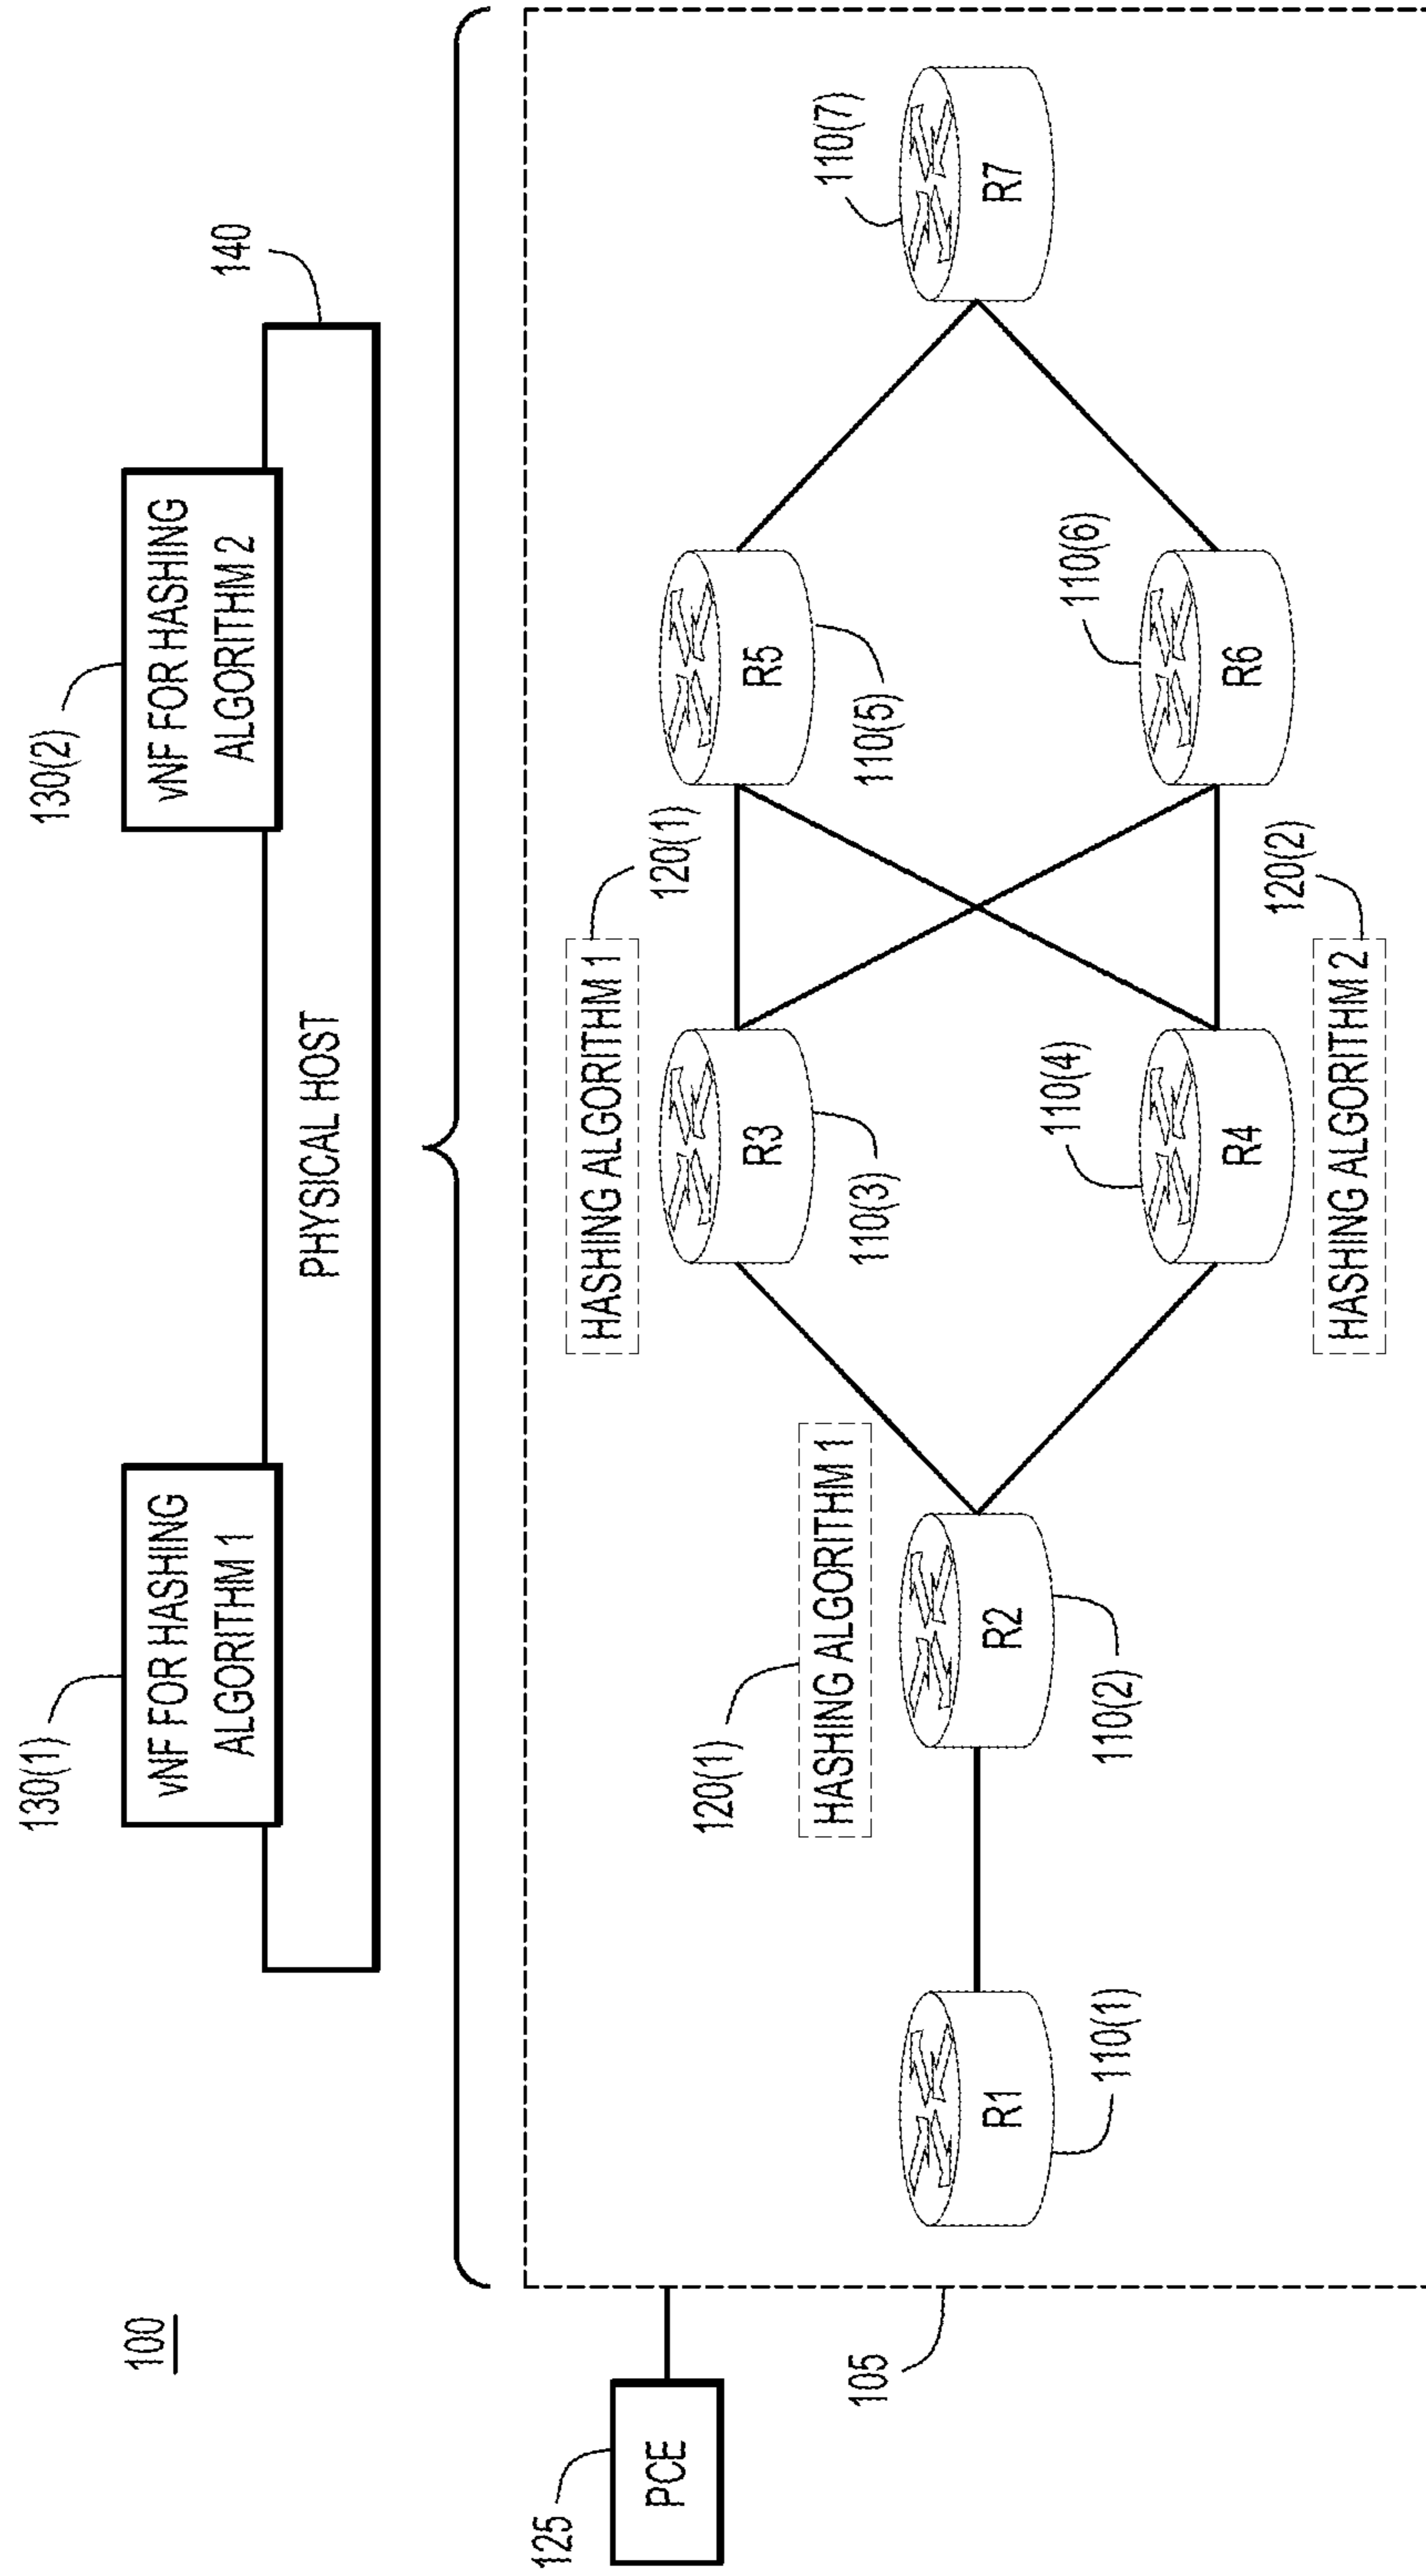 100
130(1)
vNF FOR HASHING
ALGORITHM 1
130(2)
vNF FOR HASHING
ALGORITHM 2
140
PHYSICAL HOST
125
PCE
105
HASHING ALGORITHM 1
120(1)
110(7)
R7
R3
110(3)
R5
110(5)
120(1)
HASHING ALGORITHM 1
R1
110(1)
R2
110(2)
110(4)
R4
110(6)
R6
HASHING ALGORITHM 2
120(2)